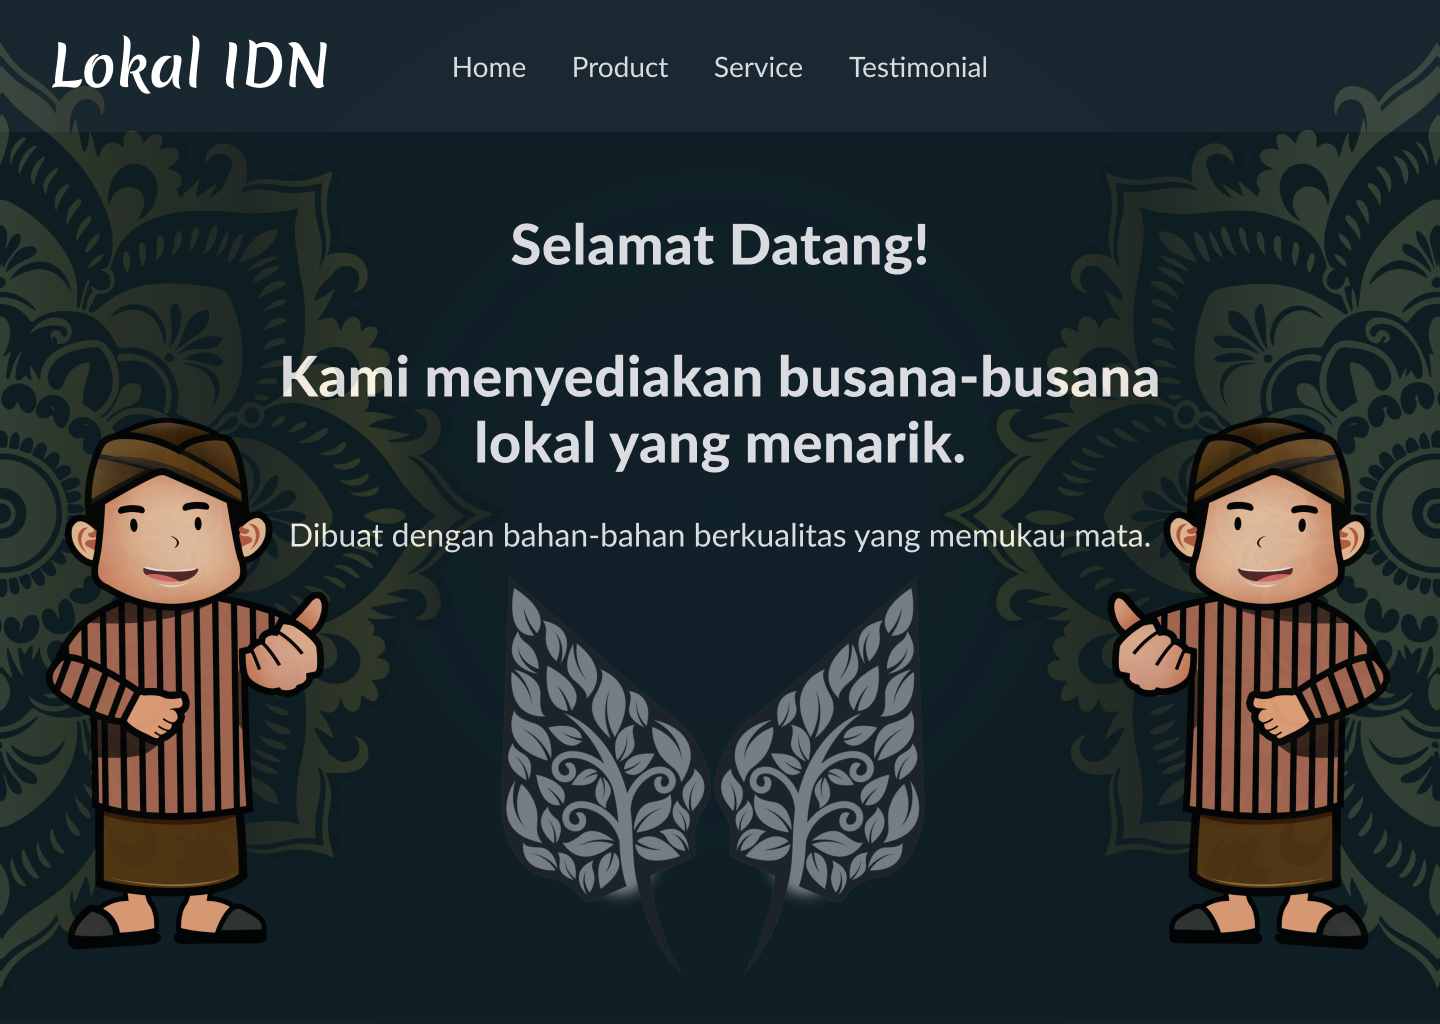 Lokal IDN
Home Product Service Testimonial
Selamat Datang!
Kami menyediakan busana-busana
lokal yang menarik.
Dibuat dengan bahan-bahan berkualitas yang memukau mata.